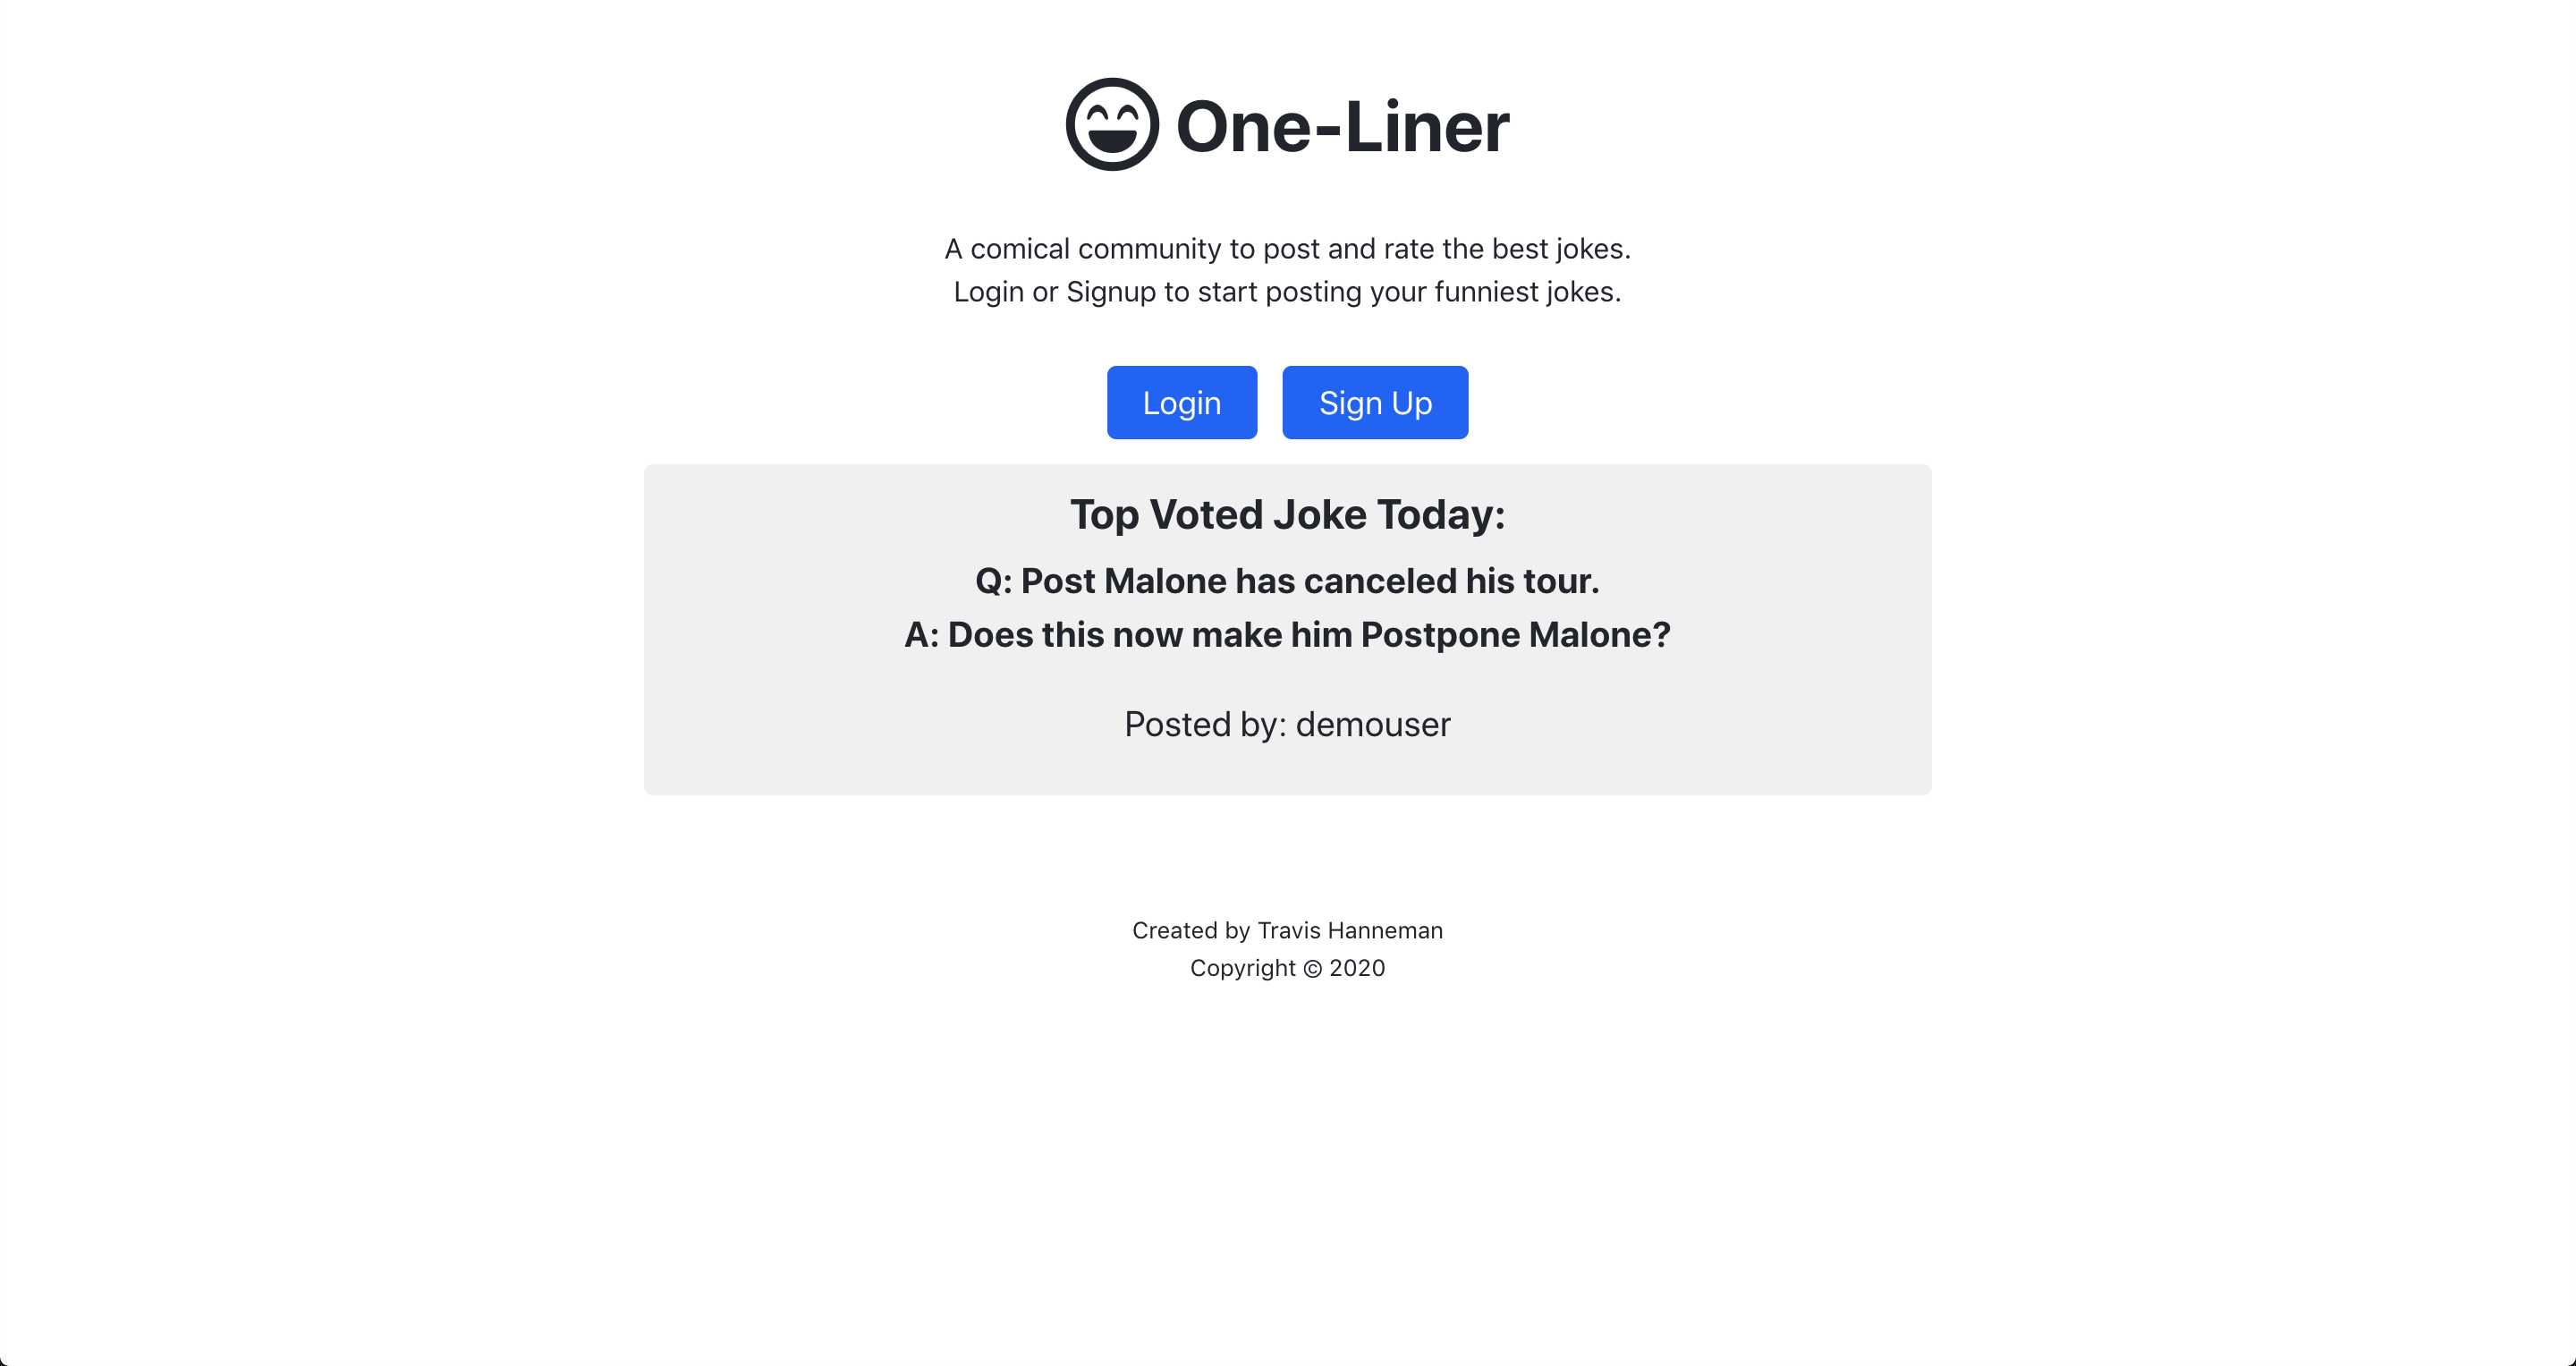 One-Liner
A comical community to post and rate the best jokes.
Login or Signup to start posting your funniest jokes.
Login Sign Up
Top Voted Joke Today:
Q: Post Malone has canceled his tour.
A: Does this now make him Postpone Malone?
Posted by: demouser
Created by Travis Hanneman
Copyright © 2020